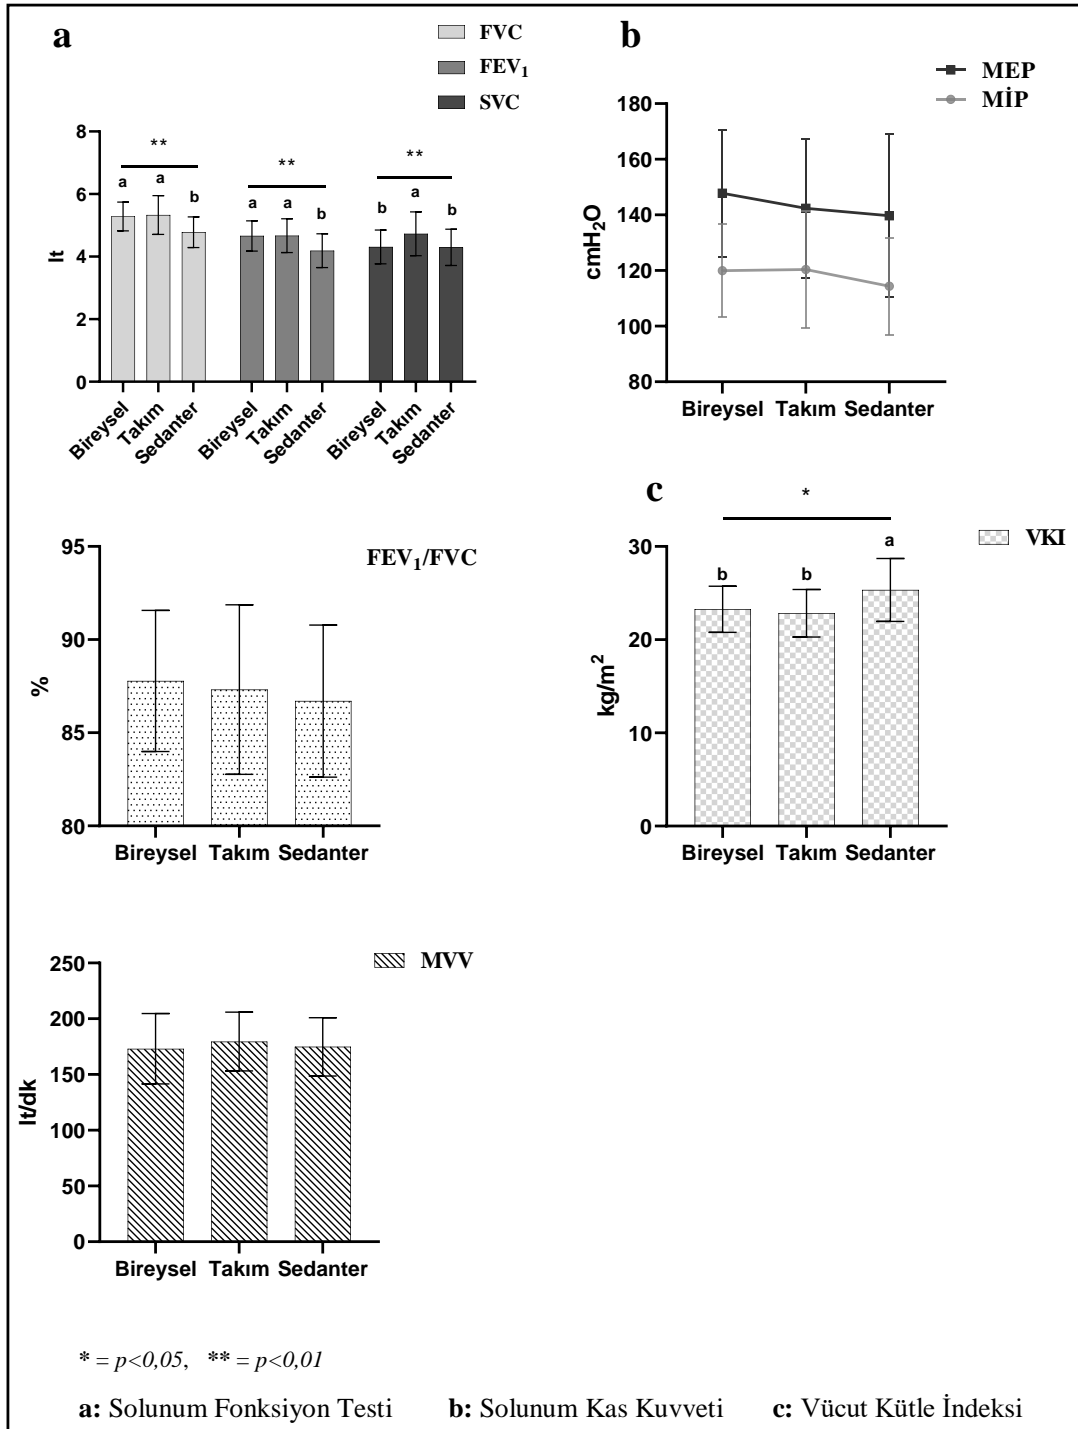 a
FVC
FEV₁
SVC
lt
8
6
4
2
0
** ** **
a a b a a b b a b
Bireysel Takım Sedanter Bireysel Takım Sedanter Bireysel Takım Sedanter
b
MEP
MİP
cmH₂O
180
160
140
120
100
80
Bireysel Takım Sedanter
FEV₁/FVC
%
95
90
85
80
Bireysel Takım Sedanter
c
*
VKI
kg/m²
30
20
10
0
b b a
Bireysel Takım Sedanter
MVV
lt/dk
250
200
150
100
50
0
Bireysel Takım Sedanter
* = p<0,05, ** = p<0,01
a: Solunum Fonksiyon Testi b: Solunum Kas Kuvveti c: Vücut Kütle İndeksi